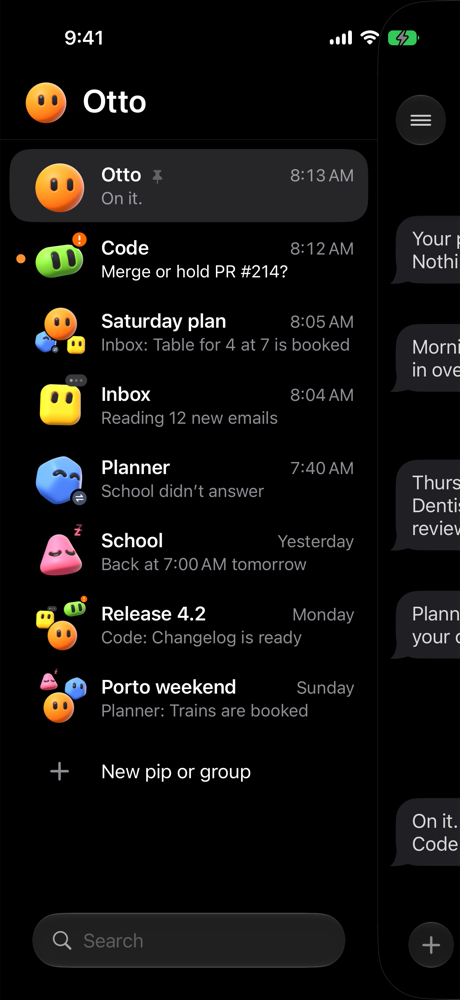 9:41
Otto
Otto 8:13 AM
On it.
Code 8:12 AM
Merge or hold PR #214?
Saturday plan 8:05 AM
Inbox: Table for 4 at 7 is booked
Inbox 8:04 AM
Reading 12 new emails
Planner 7:40 AM
School didn’t answer
School Yesterday
Back at 7:00 AM tomorrow
Release 4.2 Monday
Code: Changelog is ready
Porto weekend Sunday
Planner: Trains are booked
New pip or group
Search
Your
Nothi
Morni
in ove
Thurs
Dentis
review
Plann
your
On it.
Code